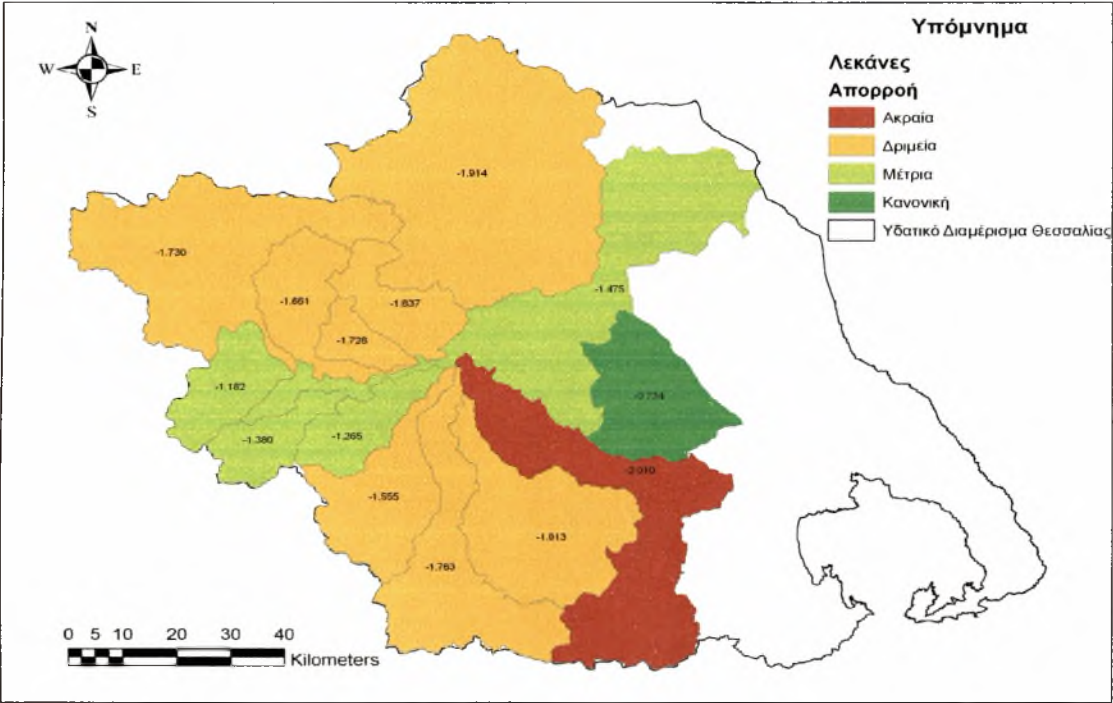 Υπόμνημα
Λεκάνες
Απορροή
Ακραία
Δριμεία
Μέτρια
Κανονική
Υδατικό Διαμέρισμα Θεσσαλίας
N
W E
S
-1.914
-1.730
-1.475
-1.661
-1.637
-1.728
-1.182
-0.734
-1.380
-1.265
-2.010
-1.555
-1.913
-1.763
0 5 10 20 30 40
Kilometers